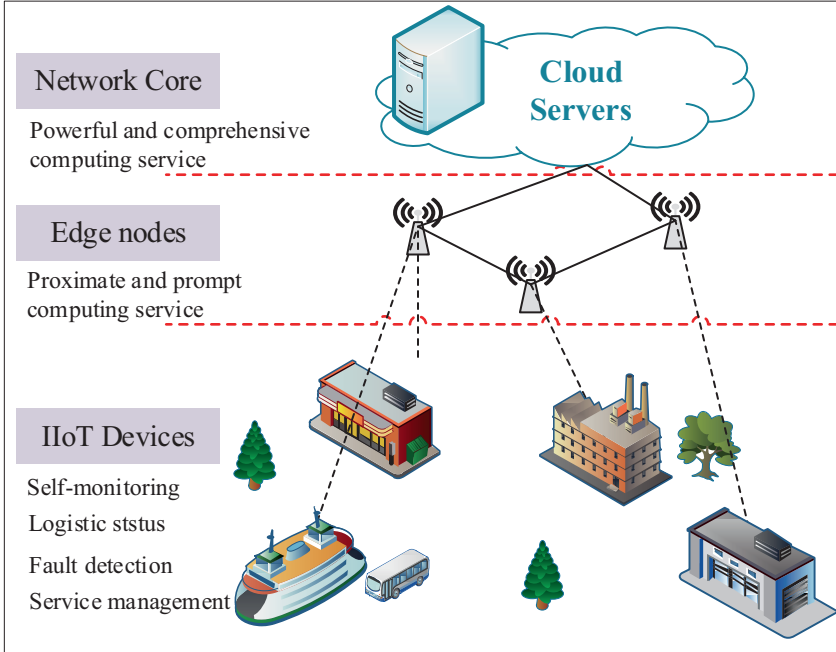 Network Core
Cloud
Servers
Powerful and comprehensive
computing service
Edge nodes
Proximate and prompt
computing service
IIoT Devices
Self-monitoring
Logistic ststus
Fault detection
Service management